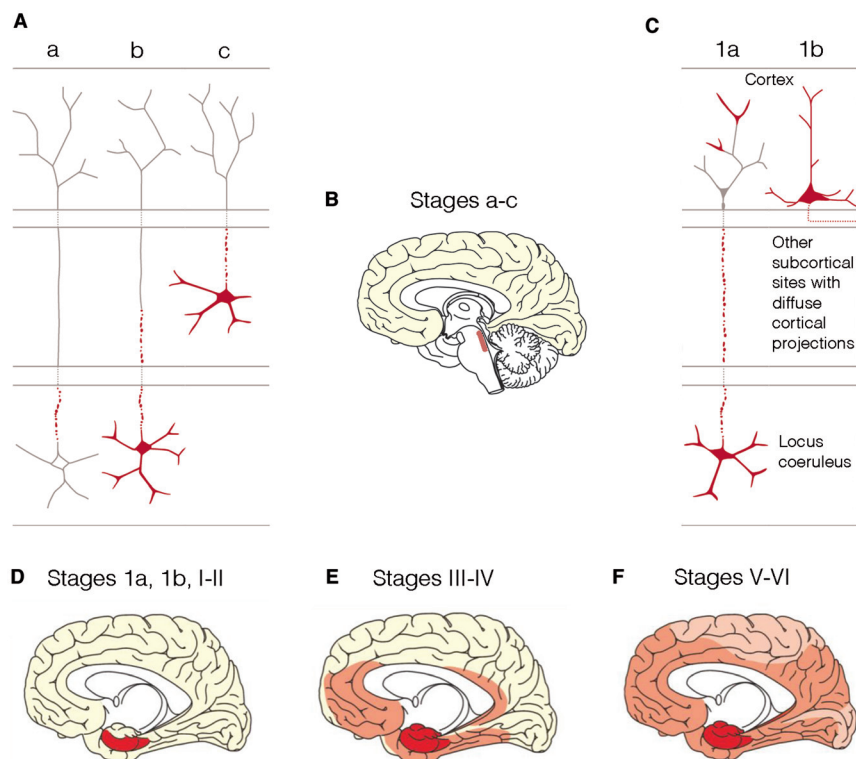 A
a b c
B
Stages a-c
C
1a 1b
Cortex
Other
subcortical
sites with
diffuse
cortical
projections
Locus
coeruleus
D Stages 1a, 1b, I-II
E Stages III-IV
F Stages V-VI